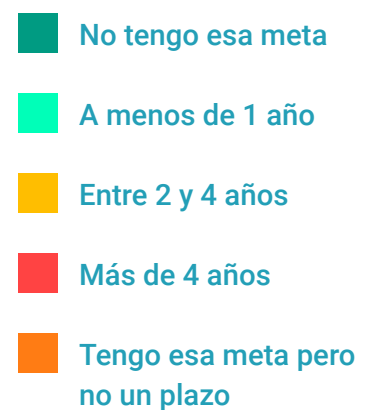 No tengo esa meta
A menos de 1 año
Entre 2 y 4 años
Más de 4 años
Tengo esa meta pero
no un plazo